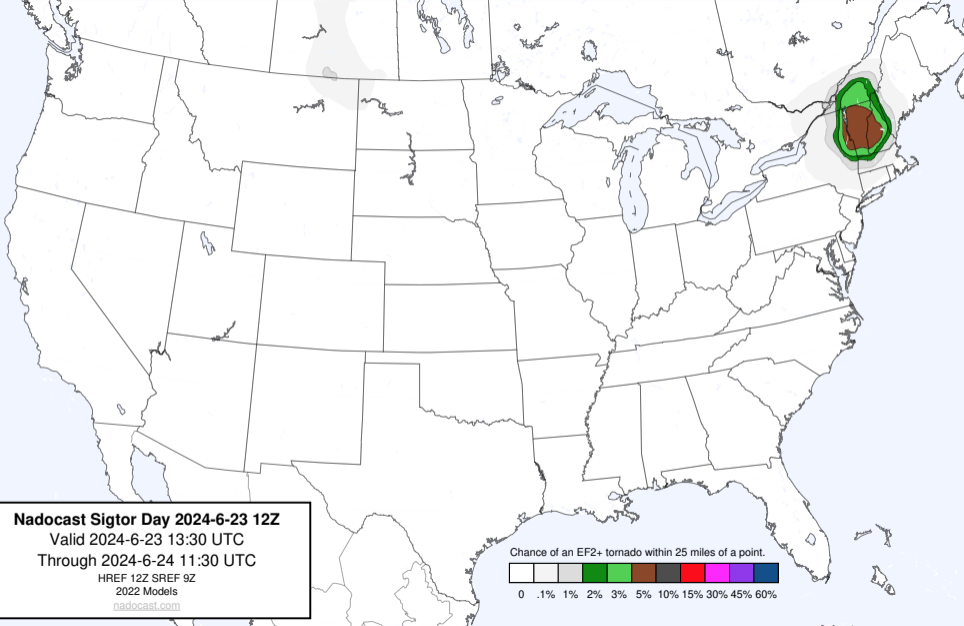 Nadocast Sigtor Day 2024-6-23 12Z
Valid 2024-6-23 13:30 UTC
Through 2024-6-24 11:30 UTC
HREF 12Z SREF 9Z
2022 Models
nadocast.com
Chance of an EF2+ tornado within 25 miles of a point.
0 .1% 1% 2% 3% 5% 10% 15% 30% 45% 60%